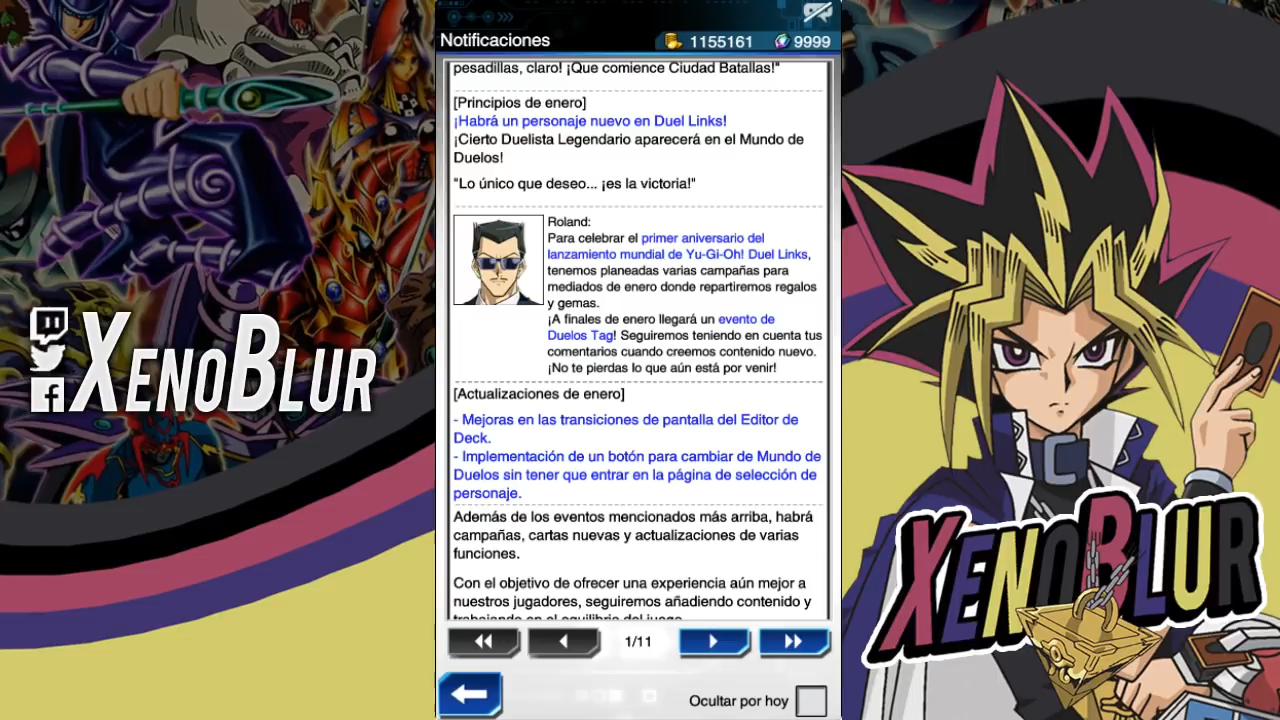 Notificaciones
1155161
9999
pesadillas, claro! ¡Que comience Ciudad Batallas!"
[Principios de enero]
¡Habrá un personaje nuevo en Duel Links!
¡Cierto Duelista Legendario aparecerá en el Mundo de
Duelos!
"Lo único que deseo... ¡es la victoria!"
Roland:
Para celebrar el primer aniversario del
lanzamiento mundial de Yu-Gi-Oh! Duel Links,
tenemos planeadas varias campañas para
mediados de enero donde repartiremos regalos
y gemas.
¡A finales de enero llegará un evento de
Duelos Tag! Seguiremos teniendo en cuenta tus
comentarios cuando creemos contenido nuevo.
¡No te pierdas lo que aún está por venir!
[Actualizaciones de enero]
- Mejoras en las transiciones de pantalla del Editor de
Deck.
- Implementación de un botón para cambiar de Mundo de
Duelos sin tener que entrar en la página de selección de
personaje.
Además de los eventos mencionados más arriba, habrá
campañas, cartas nuevas y actualizaciones de varias
funciones.
Con el objetivo de ofrecer una experiencia aún mejor a
nuestros jugadores, seguiremos añadiendo contenido y
trabajando en el equilibrio del juego.
1/11
Ocultar por hoy
XENOBLUR
XENOBLUR